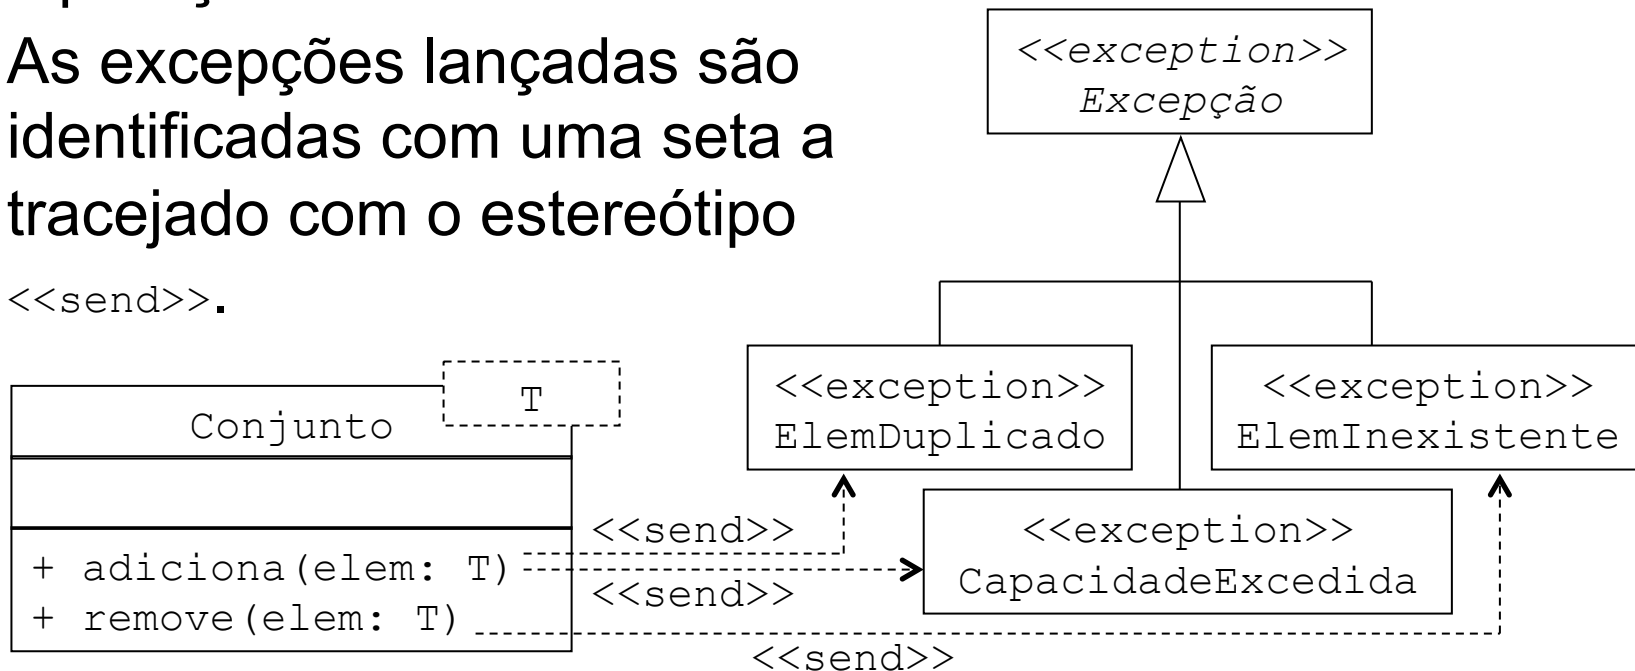 As excepções lançadas são
identificadas com uma seta a
tracejado com o estereótipo
<<send>>.
<<exception>>
Excepção
<<exception>>
ElemDuplicado
<<exception>>
ElemInexistente
<<exception>>
CapacidadeExcedida
T
Conjunto
+ adiciona(elem: T)
+ remove(elem: T)
<<send>>
<<send>>
<<send>>